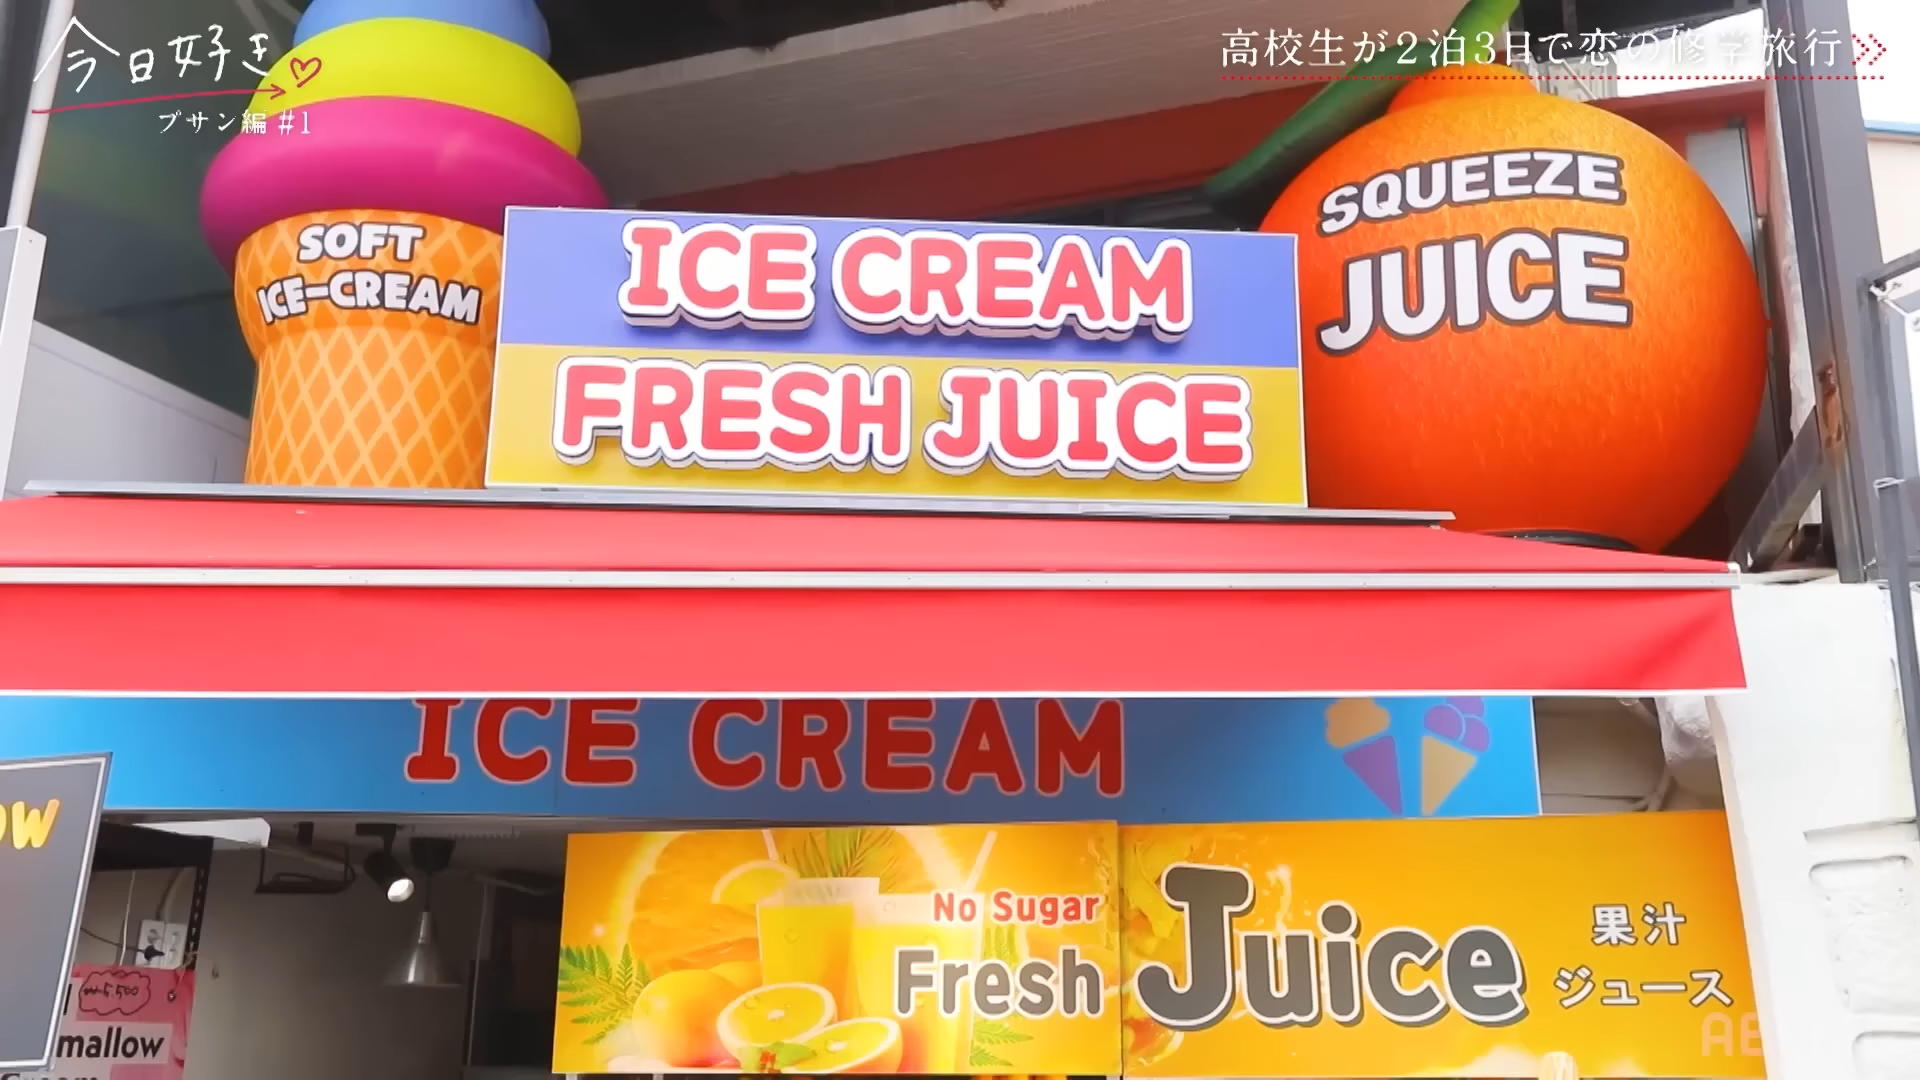 今日好き
プサン編 #1
高校生が2泊3日で恋の修学旅行
SOFT
ICE-CREAM
ICE CREAM
FRESH JUICE
SQUEEZE
JUICE
ICE CREAM
No Sugar
Fresh
Juice
果汁
ジュース
₩5,500
mallow